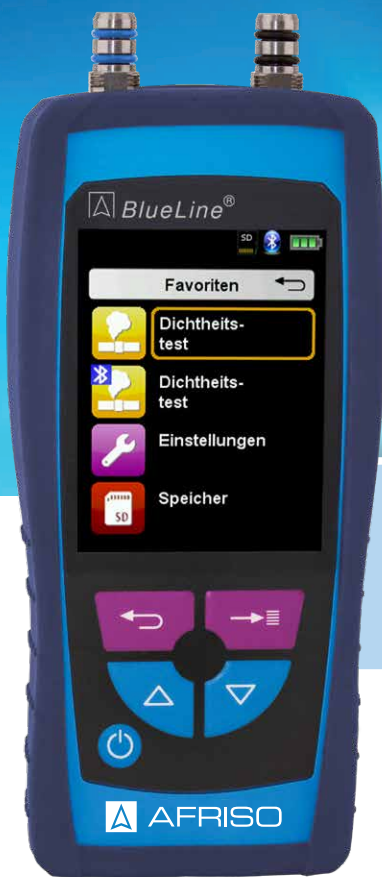 BlueLine®
SD
Favoriten
Dichtheits-
test
Dichtheits-
test
Einstellungen
Speicher
SD
AFRISO